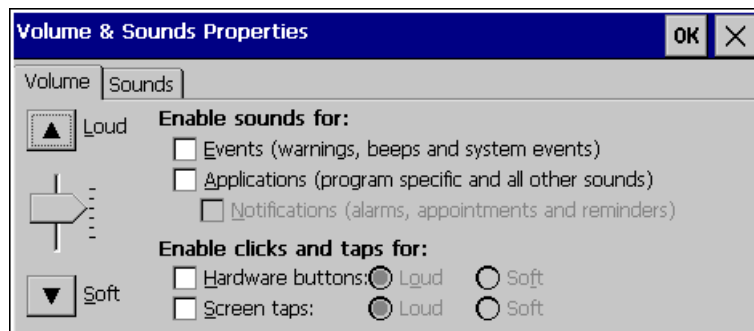 Volume & Sounds Properties OK
Volume Sounds
Loud
Enable sounds for:
Events (warnings, beeps and system events)
Applications (program specific and all other sounds)
Notifications (alarms, appointments and reminders)
Enable clicks and taps for:
Hardware buttons: Loud Soft
Soft
Screen taps: Loud Soft